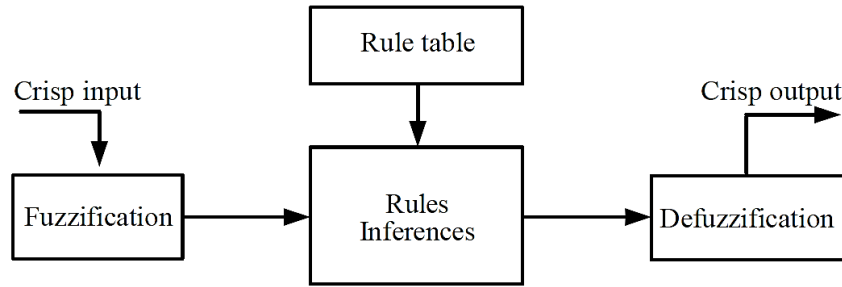 Rule table
Crisp input
Crisp output
Fuzzification
Rules
Inferences
Defuzzification